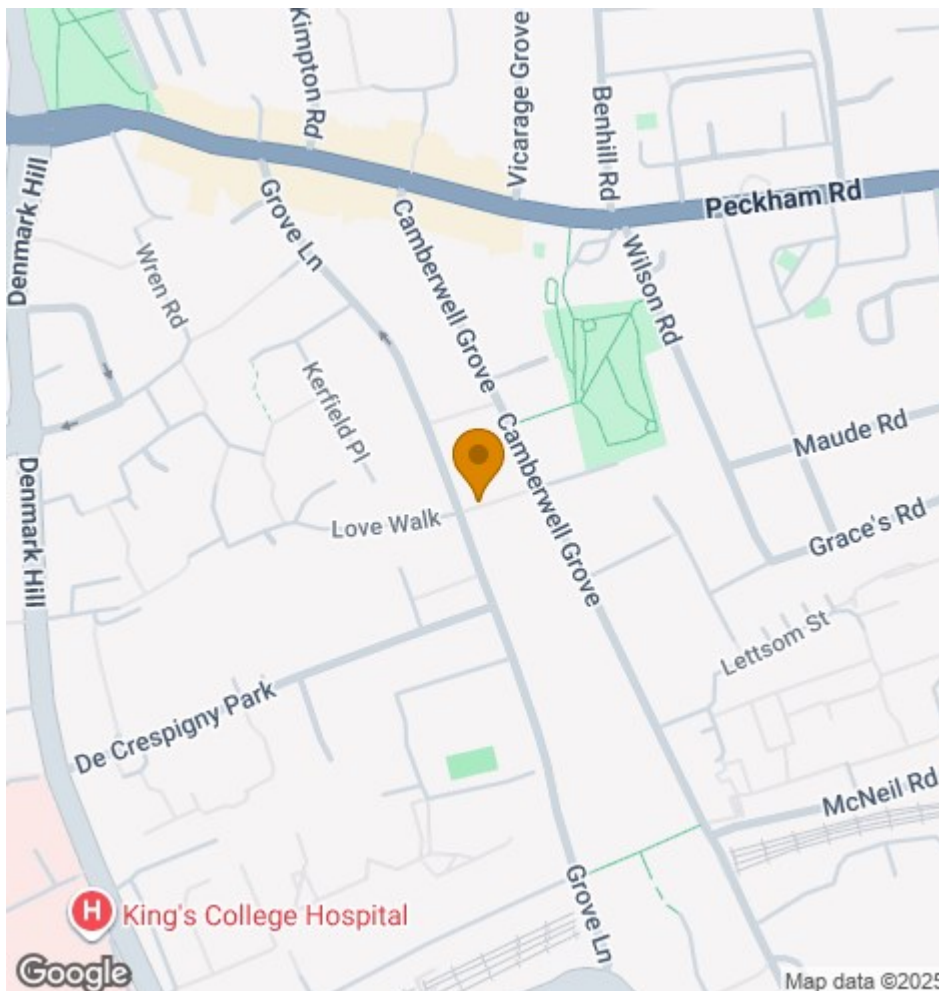 Kimpton Rd
Vicarage Grove
Benhill Rd
Denmark Hill
Grove Ln
Camberwell Grove
Peckham Rd
Wren Rd
Wilson Rd
Kerfield Pl
Camberwell Grove
Maude Rd
Love Walk
Grace's Rd
Denmark Hill
Lettsom St
De Crespigny Park
McNeil Rd
H
King's College Hospital
Grove Ln
Google
Map data ©2025